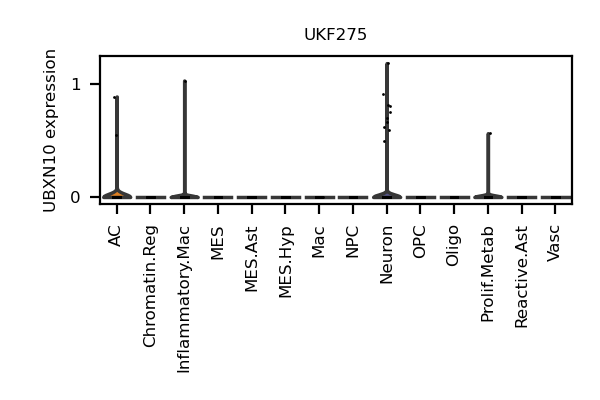 UKF275
UBXN10 expression
1
0
AC
Chromatin.Reg
Inflammatory.Mac
MES
MES.Ast
MES.Hyp
Mac
NPC
Neuron
OPC
Oligo
Prolif.Metab
Reactive.Ast
Vasc